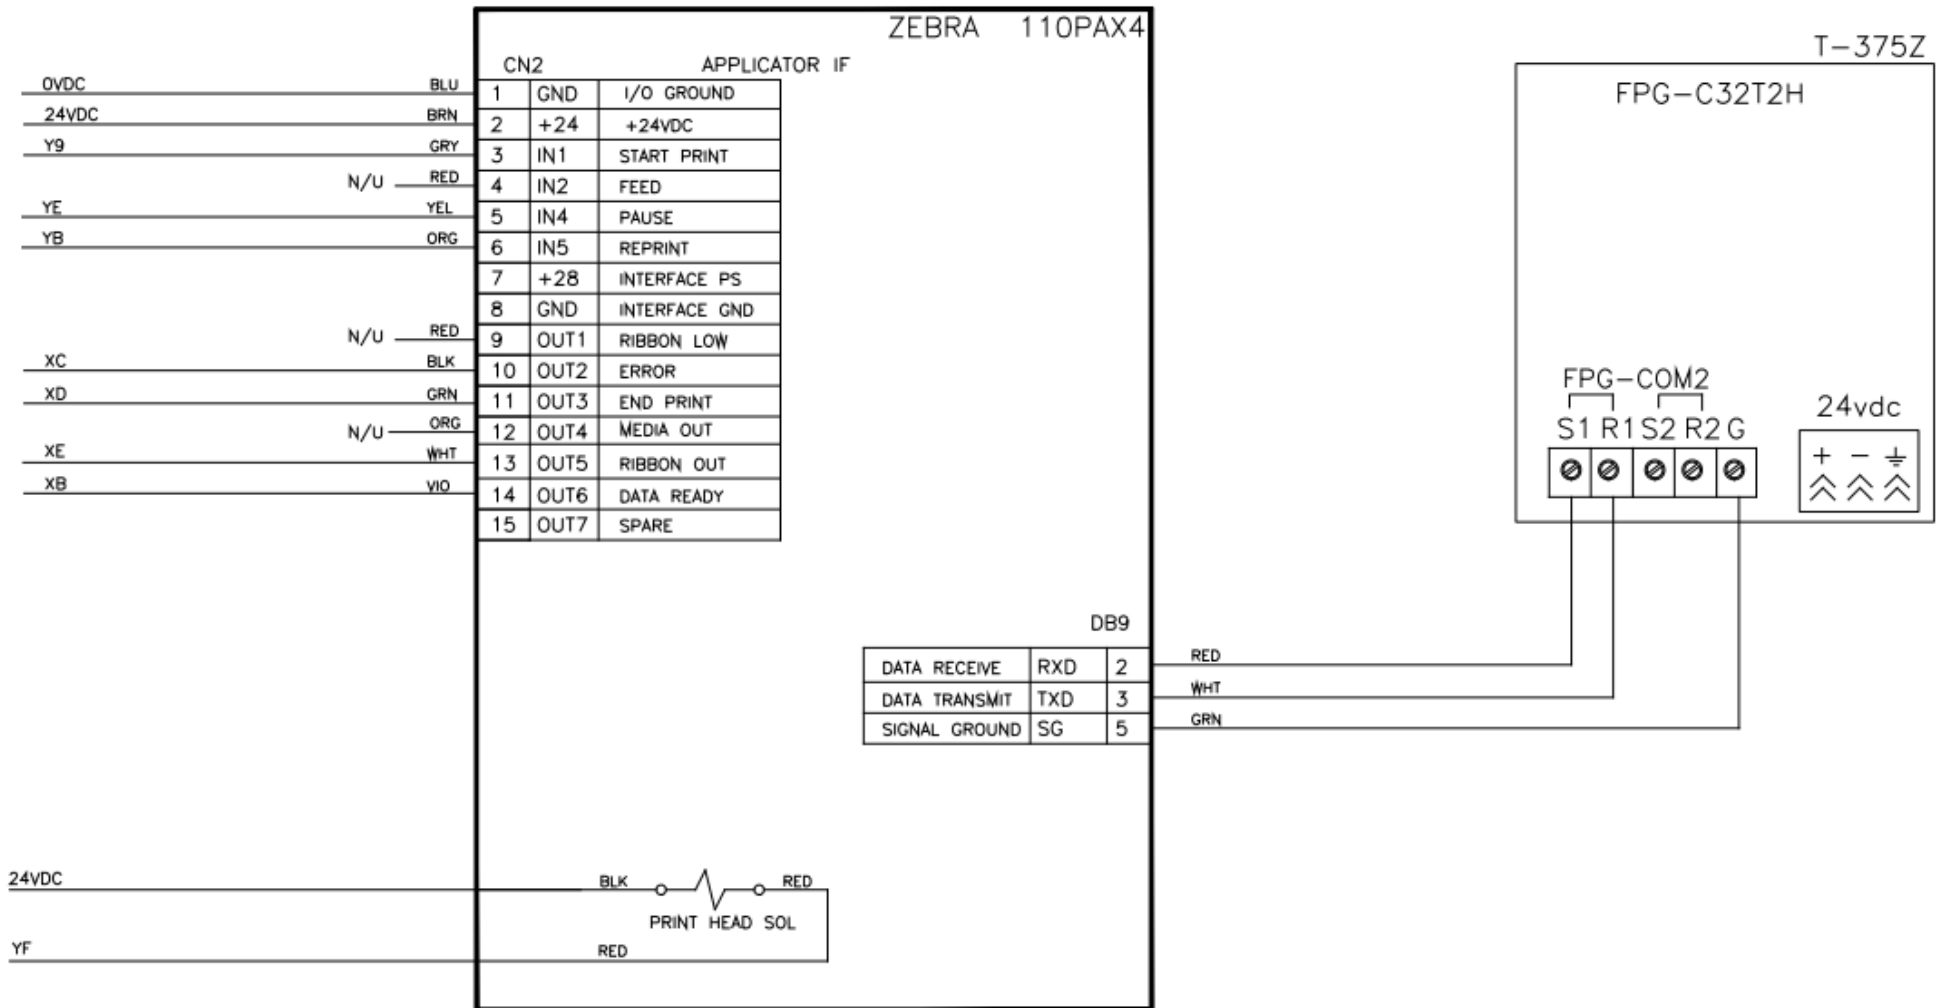 ZEBRA 110PAX4
CN2 APPLICATOR IF
0VDC BLU 1 GND I/O GROUND
24VDC BRN 2 +24 +24VDC
Y9 GRY 3 IN1 START PRINT
N/U RED 4 IN2 FEED
YE YEL 5 IN4 PAUSE
YB ORG 6 IN5 REPRINT
7 +28 INTERFACE PS
8 GND INTERFACE GND
N/U RED 9 OUT1 RIBBON LOW
XC BLK 10 OUT2 ERROR
XD GRN 11 OUT3 END PRINT
N/U ORG 12 OUT4 MEDIA OUT
XE WHT 13 OUT5 RIBBON OUT
XB VIO 14 OUT6 DATA READY
15 OUT7 SPARE
T-375Z
FPG-C32T2H
FPG-COM2
S1 R1 S2 R2 G
24vdc
+ -
DB9
DATA RECEIVE RXD 2 RED
DATA TRANSMIT TXD 3 WHT
SIGNAL GROUND SG 5 GRN
24VDC BLK RED
PRINT HEAD SOL
YF RED